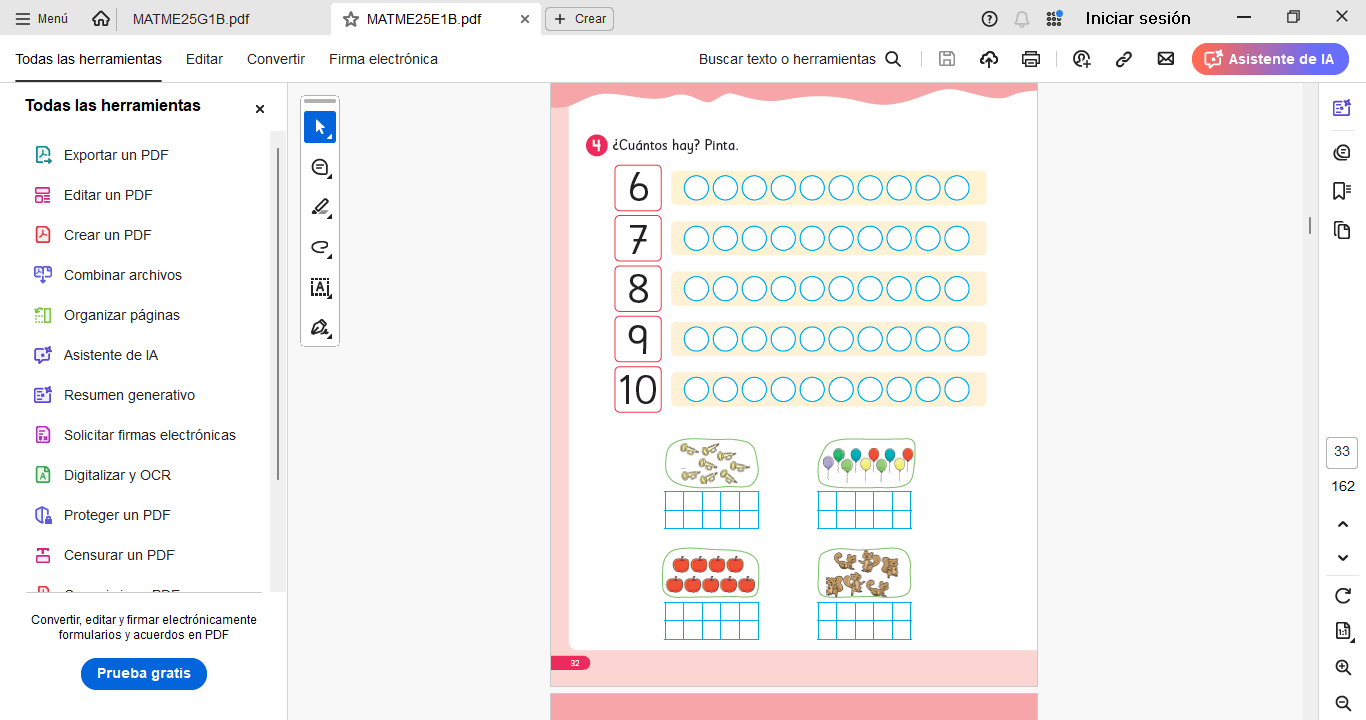 Menú
MATME25G1B.pdf
MATME25E1B.pdf
Crear
Iniciar sesión
Todas las herramientas
Editar
Convertir
Firma electrónica
Buscar texto o herramientas
Asistente de IA
Todas las herramientas
Exportar un PDF
Editar un PDF
Crear un PDF
Combinar archivos
Organizar páginas
Asistente de IA
Resumen generativo
Solicitar firmas electrónicas
Digitalizar y OCR
Proteger un PDF
Censurar un PDF
Convertir, editar y firmar electrónicamente
formularios y acuerdos en PDF
Prueba gratis
4 ¿Cuántos hay? Pinta.
6
7
8
9
10
32
33
162